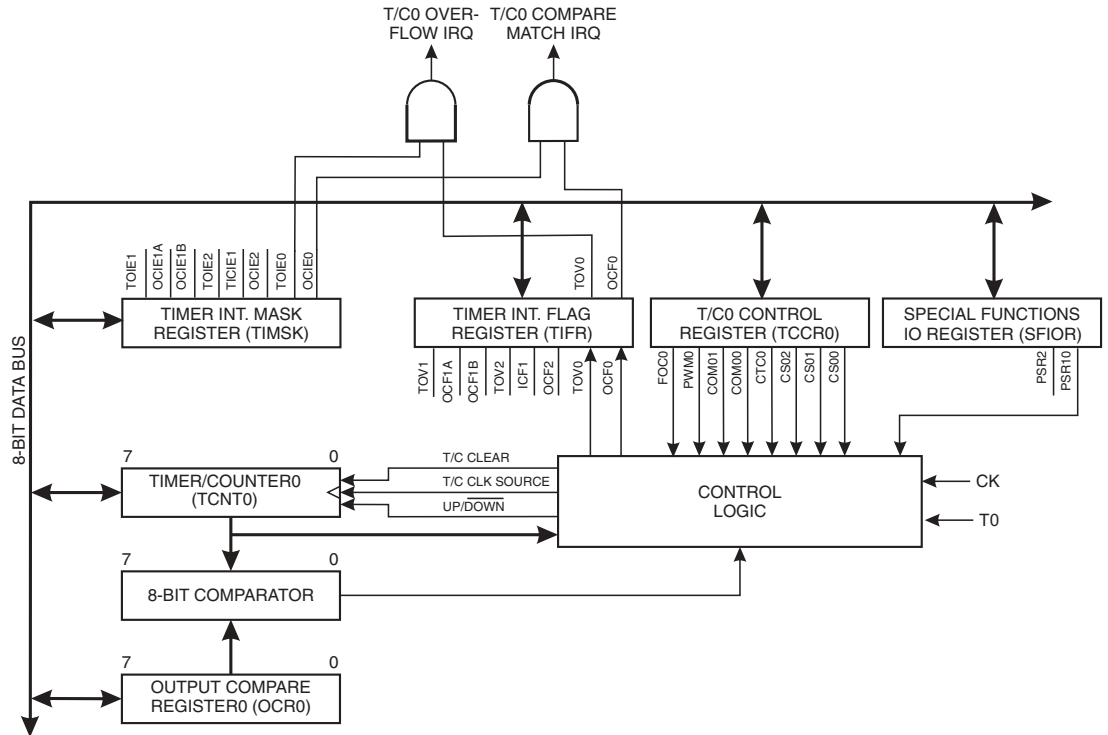 T/C0 OVER-
FLOW IRQ
T/C0 COMPARE
MATCH IRQ
TOIE1
OCIE1A
OCIE1B
TOIE2
TICIE1
OCIE2
TOIE0
OCIE0
TOV0
OCF0
TIMER INT. MASK
REGISTER (TIMSK)
TIMER INT. FLAG
REGISTER (TIFR)
T/C0 CONTROL
REGISTER (TCCR0)
SPECIAL FUNCTIONS
IO REGISTER (SFIOR)
TOV1
OCF1A
OCF1B
TOV2
ICF1
OCF2
TOV0
OCF0
FOC0
PWM0
COM01
COM00
CTC0
CS02
CS01
CS00
PSR2
PSR10
8-BIT DATA BUS
7
0
TIMER/COUNTER0
(TCNT0)
T/C CLEAR
T/C CLK SOURCE
UP/DOWN
CONTROL
LOGIC
CK
T0
7
0
8-BIT COMPARATOR
7
0
OUTPUT COMPARE
REGISTER0 (OCR0)